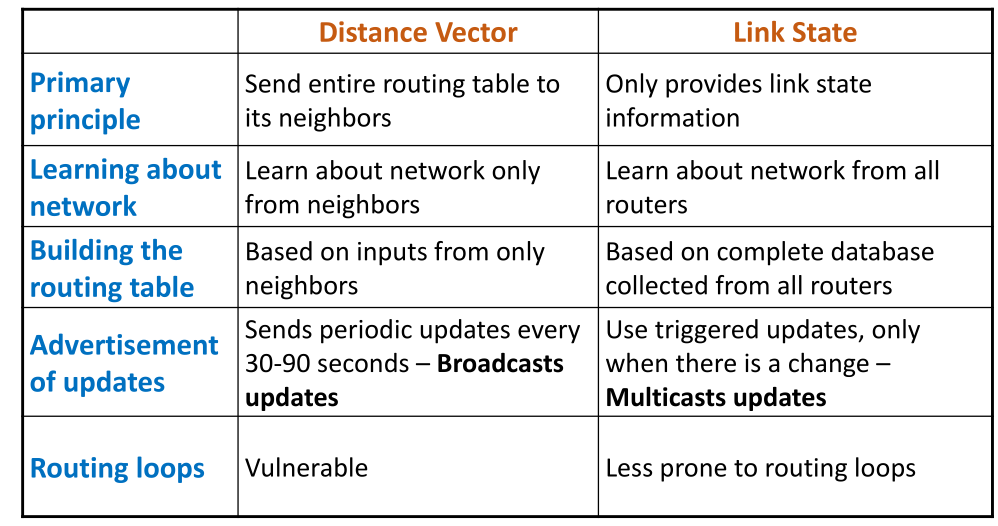 Distance Vector
Link State
Primary
principle
Send entire routing table to
its neighbors
Only provides link state
information
Learning about
network
Learn about network only
from neighbors
Learn about network from all
routers
Building the
routing table
Based on inputs from only
neighbors
Based on complete database
collected from all routers
Advertisement
of updates
Sends periodic updates every
30-90 seconds – Broadcasts
updates
Use triggered updates, only
when there is a change –
Multicasts updates
Routing loops
Vulnerable
Less prone to routing loops